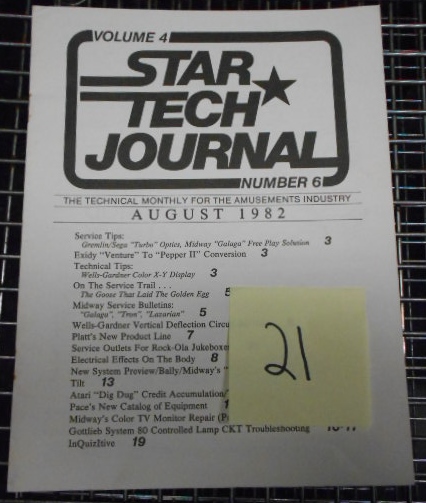 VOLUME 4
STAR
TECH
JOURNAL
NUMBER 6
THE TECHNICAL MONTHLY FOR THE AMUSEMENTS INDUSTRY
AUGUST 1982
Service Tips:
Gremlin/Sega "Turbo" Optics, Midway "Galaga" Free Play Solution 3
Exidy "Venture" To "Pepper II" Conversion 3
Technical Tips:
Wells-Gardner Color X-Y Display 3
On The Service Trail . . .
The Goose That Laid The Golden Egg 5
Midway Service Bulletins:
"Galaga", "Tron", "Lazarian" 5
Wells-Gardner Vertical Deflection
Platt's New Product Line 7
Service Outlets For Rock-Ola
Electrical Effects On The Body 8
New System Preview/Bally/Midway's
Tilt 13
Atari "Dig Dug" Credit
Pace's New Catalog of Equipment
Midway's Color TV Monitor Repair
Gottlieb System 80 Controlled Lamp CKT Troubleshooting
InQuizItive 19
21